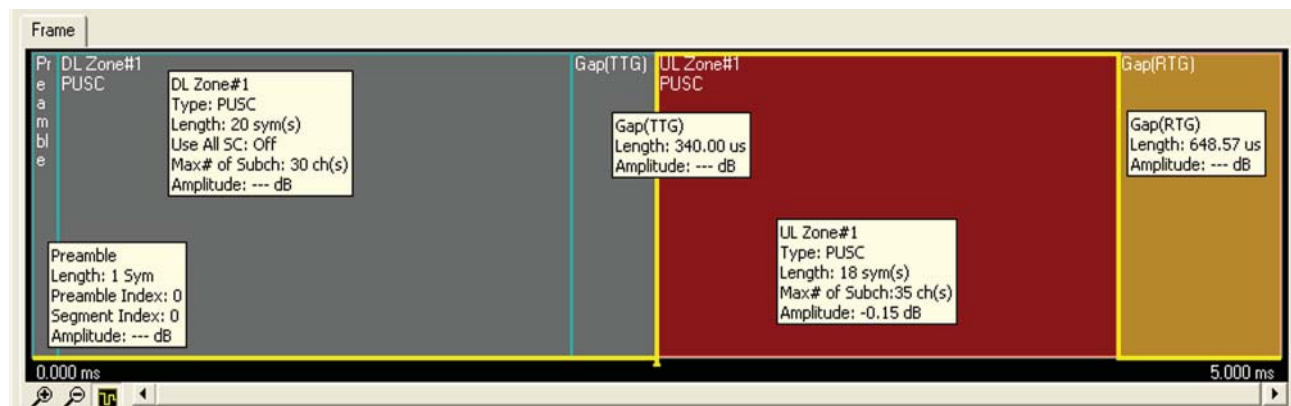 Frame
Preamble
DL Zone#1
PUSC
Gap(TTG)
UL Zone#1
PUSC
Gap(RTG)
DL Zone#1
Type: PUSC
Length: 20 sym(s)
Use All SC: Off
Max# of Subch: 30 ch(s)
Amplitude: --- dB
Gap(TTG)
Length: 340.00 us
Amplitude: --- dB
Gap(RTG)
Length: 648.57 us
Amplitude: --- dB
Preamble
Length: 1 Sym
Preamble Index: 0
Segment Index: 0
Amplitude: --- dB
UL Zone#1
Type: PUSC
Length: 18 sym(s)
Max# of Subch:35 ch(s)
Amplitude: -0.15 dB
0.000 ms
5.000 ms